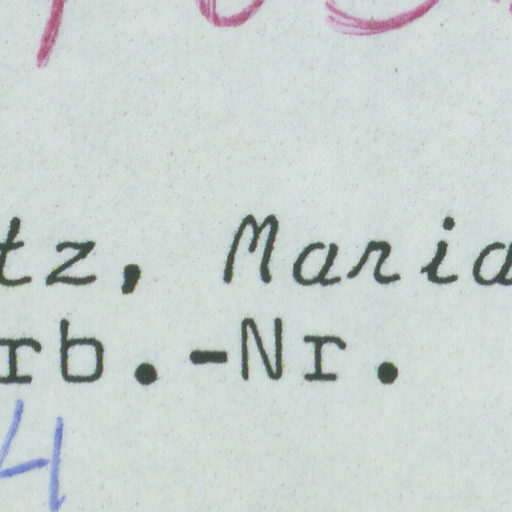 tz, Maria
rb.-Nr.
4